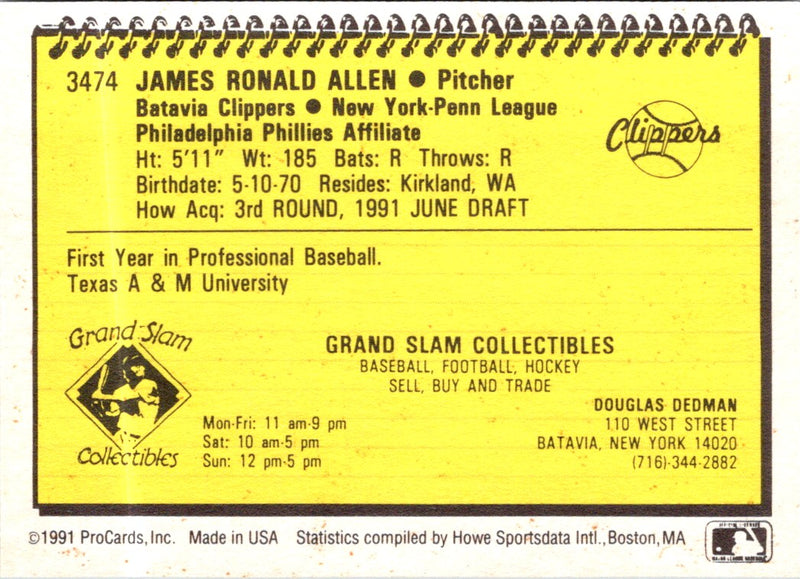 3474 JAMES RONALD ALLEN ● Pitcher
Batavia Clippers ● New York-Penn League
Philadelphia Phillies Affiliate
Clippers
Ht: 5'11" Wt: 185 Bats: R Throws: R
Birthdate: 5-10-70 Resides: Kirkland, WA
How Acq: 3rd ROUND, 1991 JUNE DRAFT
First Year in Professional Baseball.
Texas A & M University
Grand Slam
Collectibles
Mon-Fri: 11 am-9 pm
Sat: 10 am-5 pm
Sun: 12 pm-5 pm
GRAND SLAM COLLECTIBLES
BASEBALL, FOOTBALL, HOCKEY
SELL, BUY AND TRADE
DOUGLAS DEDMAN
110 WEST STREET
BATAVIA, NEW YORK 14020
(716)-344-2882
©1991 ProCards, Inc. Made in USA Statistics compiled by Howe Sportsdata Intl., Boston, MA